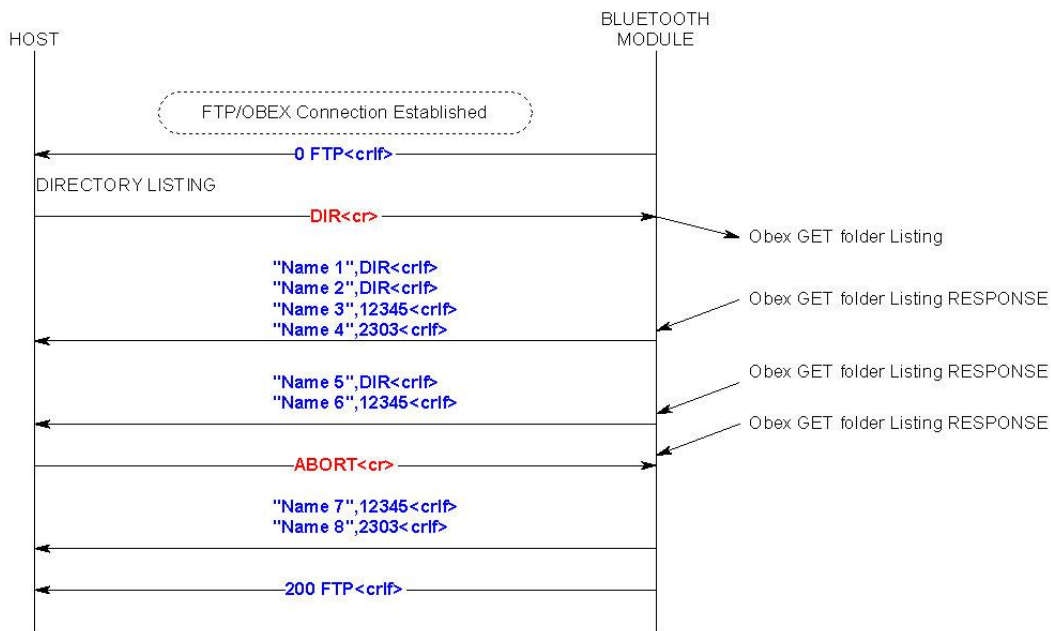 HOST
BLUETOOTH
MODULE
FTP/OBEX Connection Established
0 FTP<crlf>
DIRECTORY LISTING
DIR<cr>
Obex GET folder Listing
"Name 1",DIR<crlf>
"Name 2",DIR<crlf>
"Name 3",12345<crlf>
"Name 4",2303<crlf>
Obex GET folder Listing RESPONSE
"Name 5",DIR<crlf>
"Name 6",12345<crlf>
Obex GET folder Listing RESPONSE
Obex GET folder Listing RESPONSE
ABORT<cr>
"Name 7",12345<crlf>
"Name 8",2303<crlf>
200 FTP<crlf>